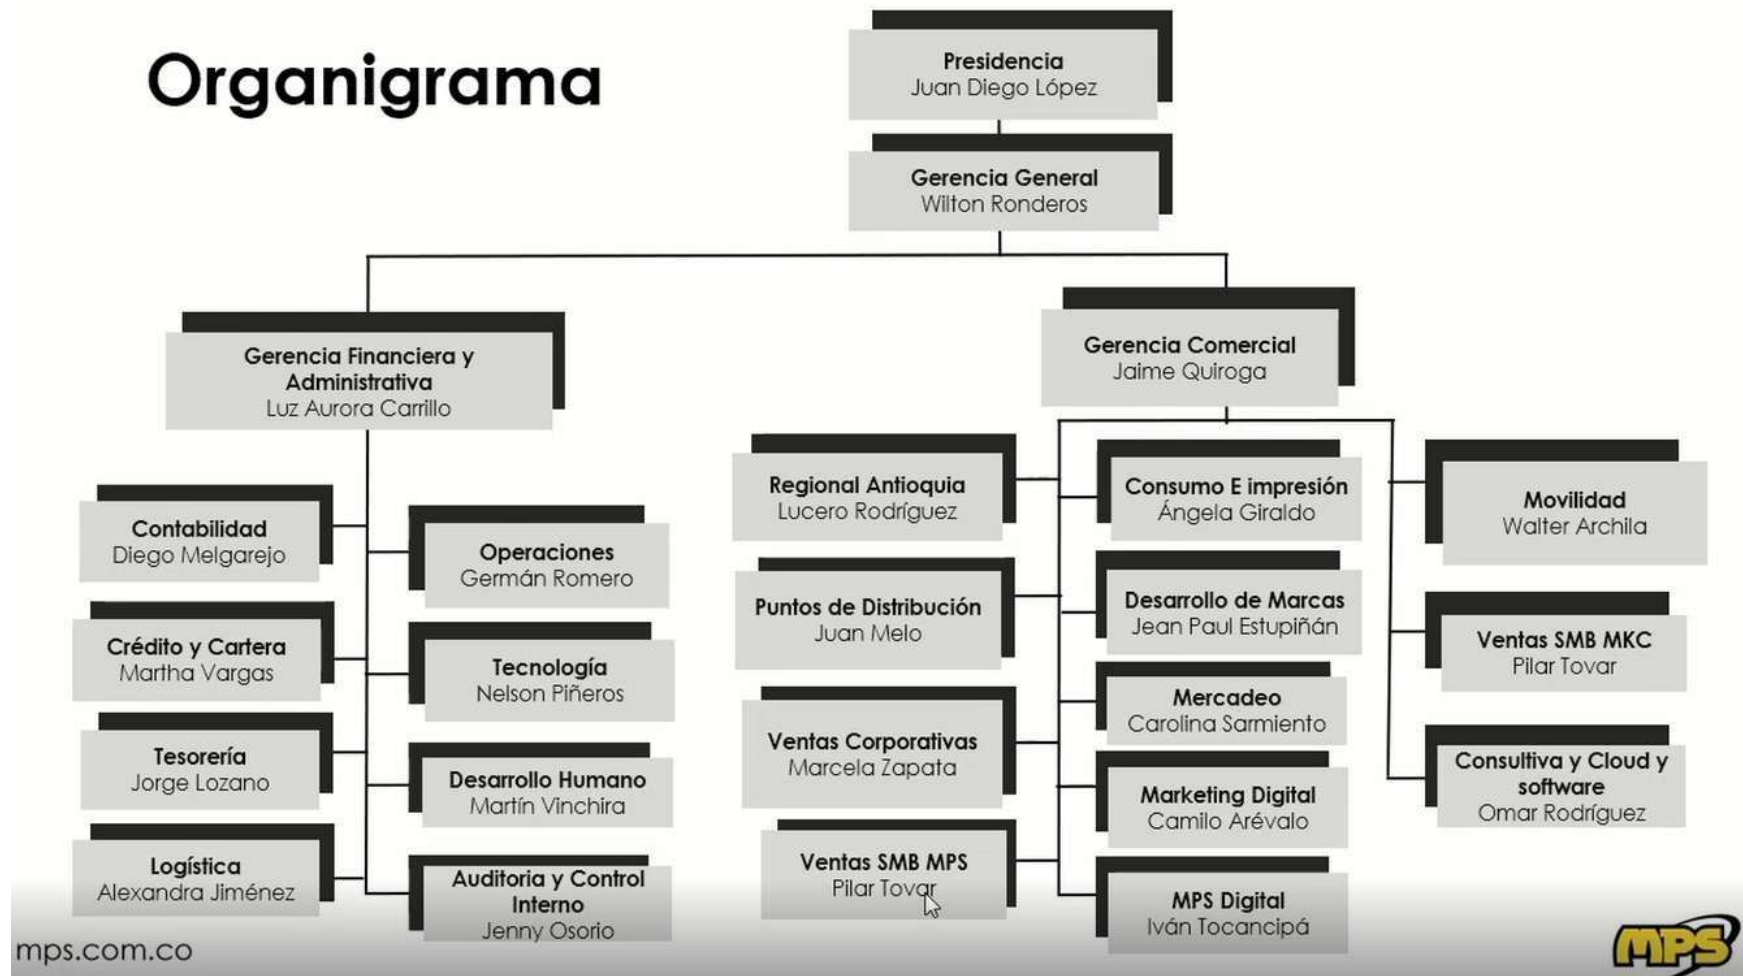 Organigrama
Presidencia
Juan Diego López
Gerencia General
Wilton Ronderos
Gerencia Financiera y
Administrativa
Luz Aurora Carrillo
Gerencia Comercial
Jaime Quiroga
Contabilidad
Diego Melgarejo
Crédito y Cartera
Martha Vargas
Tesorería
Jorge Lozano
Logística
Alexandra Jiménez
Operaciones
Germán Romero
Tecnología
Nelson Piñeros
Desarrollo Humano
Martín Vinchira
Auditoria y Control
Interno
Jenny Osorio
Regional Antioquia
Lucero Rodríguez
Puntos de Distribución
Juan Melo
Ventas Corporativas
Marcela Zapata
Ventas SMB MPS
Pilar Tovar
Consumo E impresión
Ángela Giraldo
Desarrollo de Marcas
Jean Paul Estupiñán
Mercadeo
Carolina Sarmiento
Marketing Digital
Camilo Arévalo
MPS Digital
Iván Tocancipá
Movilidad
Walter Archila
Ventas SMB MKC
Pilar Tovar
Consultiva y Cloud y
software
Omar Rodríguez
mps.com.co
MPS